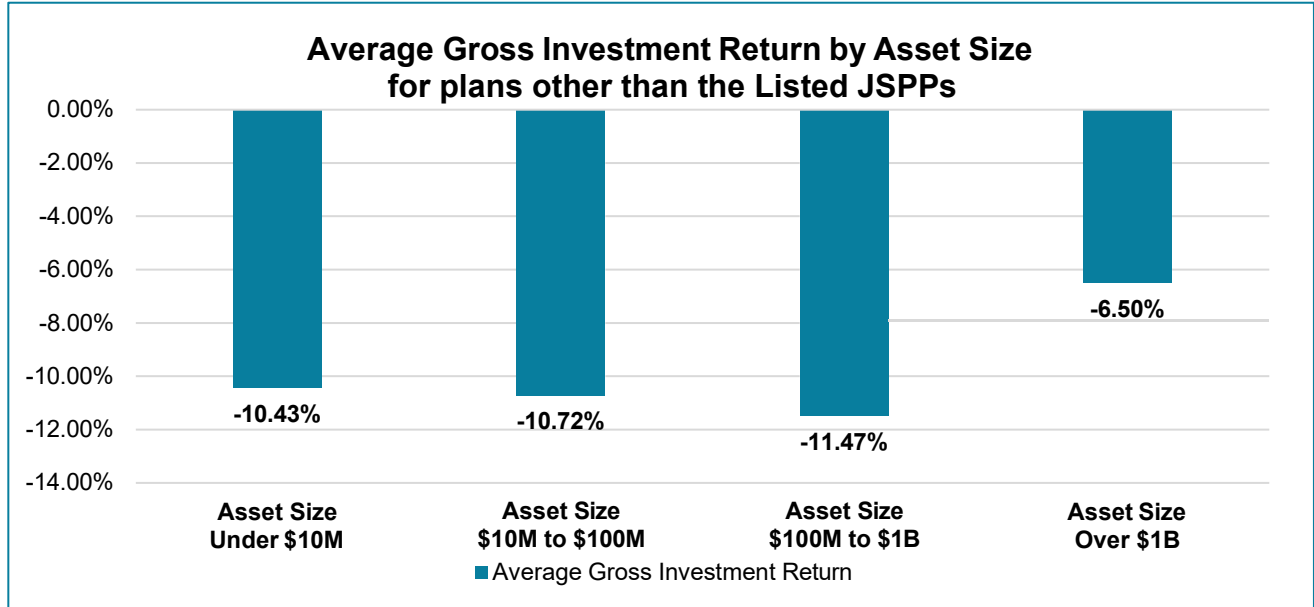 Average Gross Investment Return by Asset Size
for plans other than the Listed JSPPs
0.00%
-2.00%
-4.00%
-6.00%
-8.00%
-10.00%
-12.00%
-14.00%
-10.43%
-10.72%
-11.47%
-6.50%
Asset Size
Under $10M
Asset Size
$10M to $100M
Asset Size
$100M to $1B
Asset Size
Over $1B
Average Gross Investment Return